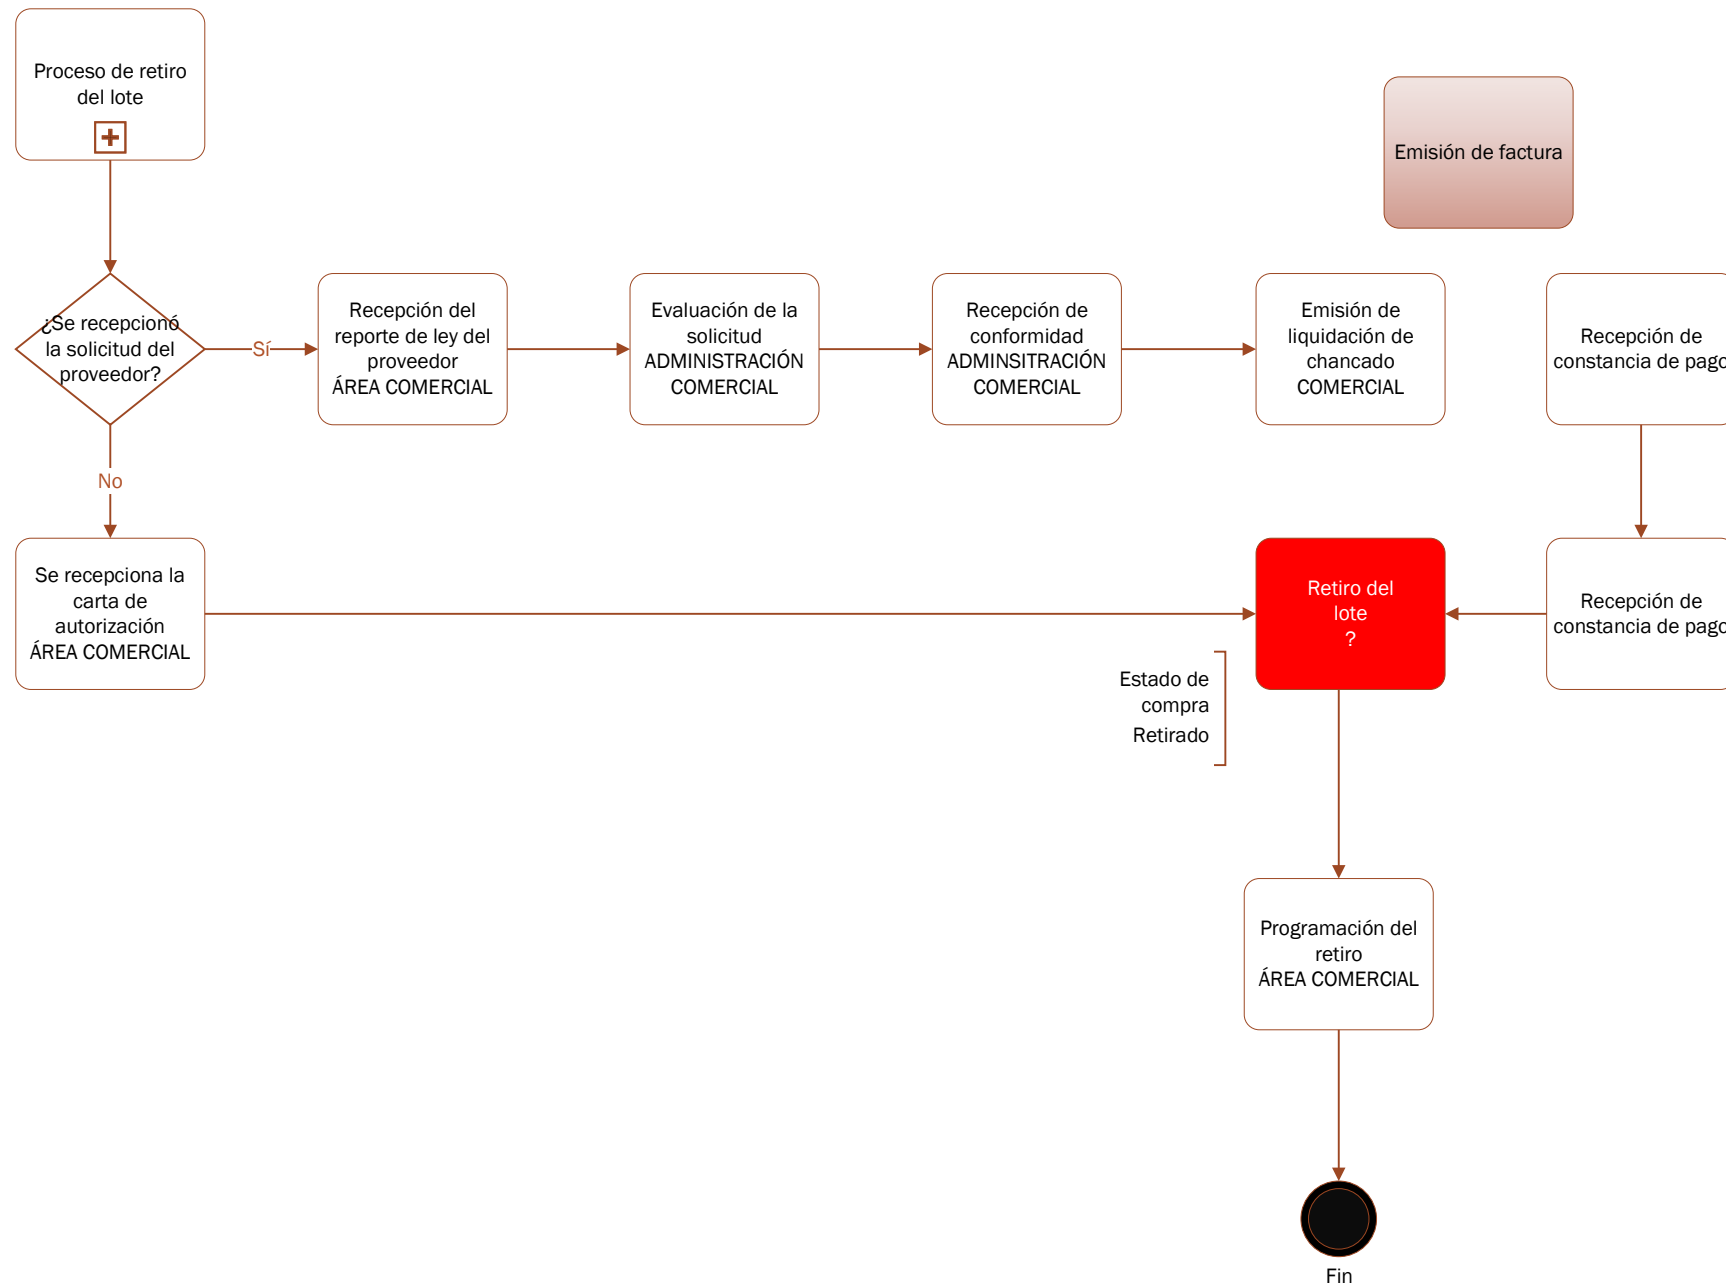 Proceso de retiro
del lote
Emisión de factura
¿Se recepcionó
la solicitud del
proveedor?
Sí
Recepción del
reporte de ley del
proveedor
ÁREA COMERCIAL
Evaluación de la
solicitud
ADMINISTRACIÓN
COMERCIAL
Recepción de
conformidad
ADMINSITRACIÓN
COMERCIAL
Emisión de
liquidación de
chancado
COMERCIAL
Recepción de
constancia de pago
No
Se recepciona la
carta de
autorización
ÁREA COMERCIAL
Retiro del
lote
?
Recepción de
constancia de pago
Estado de
compra
Retirado
Programación del
retiro
ÁREA COMERCIAL
Fin